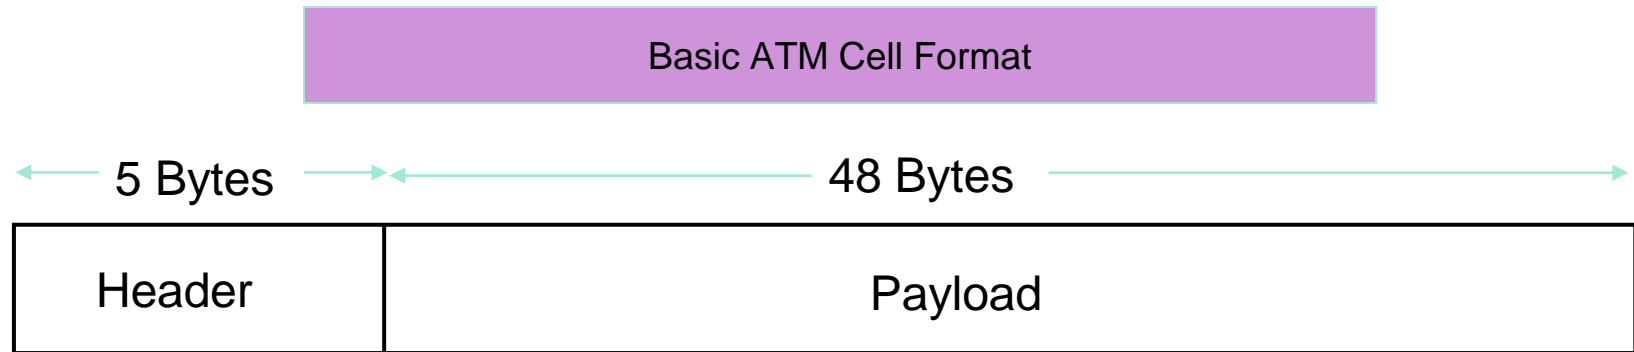 Basic ATM Cell Format
5 Bytes
48 Bytes
Header
Payload